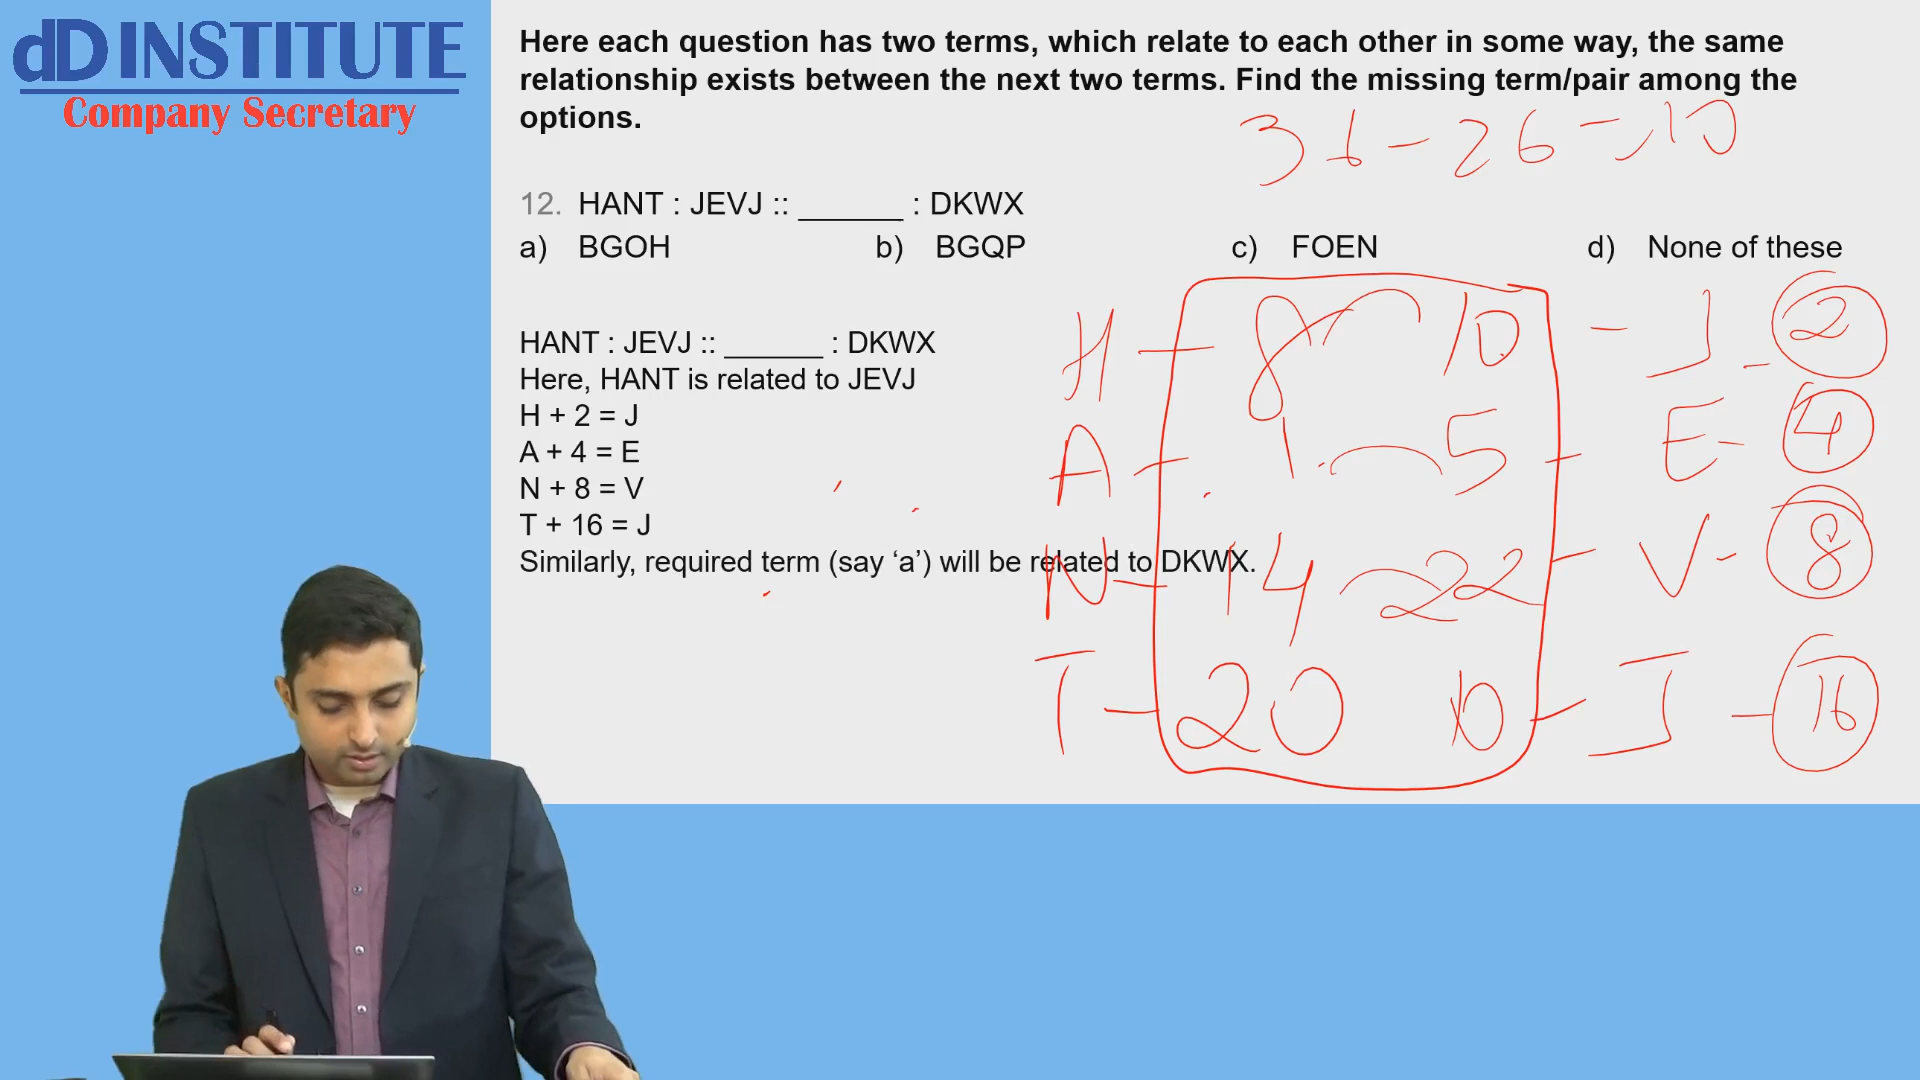 dD INSTITUTE
Company Secretary
Here each question has two terms, which relate to each other in some way, the same
relationship exists between the next two terms. Find the missing term/pair among the
options.
36 - 26 = 10
12. HANT : JEVJ :: ______ : DKWX
a) BGOH b) BGQP c) FOEN d) None of these
HANT : JEVJ :: ______ : DKWX
Here, HANT is related to JEVJ
H + 2 = J
A + 4 = E
N + 8 = V
T + 16 = J
Similarly, required term (say ‘a’) will be related to DKWX.
H - 8 10 - J - 2
A - 1 5 - E - 4
N - 14 22 - V - 8
T - 20 10 - J - 16